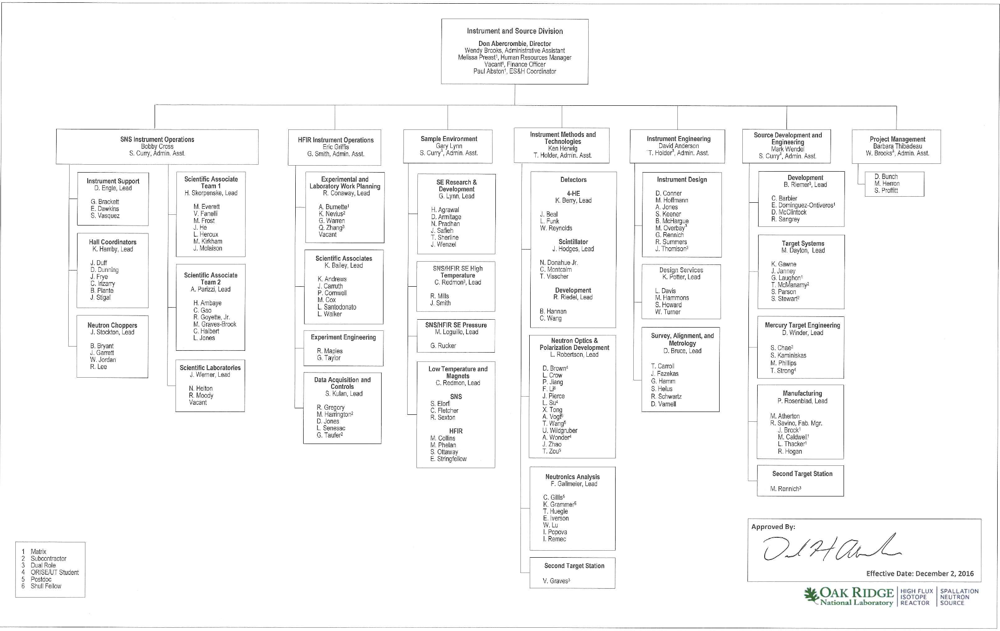 Instrument and Source Division
Don Abercrombie, Director
Wendy Brooks, Administrative Assistant
Melissa Preast¹, Human Resources Manager
Vacant¹, Finance Officer
Paul Abston¹, ES&H Coordinator
SNS Instrument Operations
Bobby Cross
S. Curry, Admin. Asst.
Instrument Support
D. Engle, Lead
G. Brackett
E. Dawkins
S. Vasquez
Hall Coordinators
K. Hamby, Lead
J. Duff
D. Dunning
J. Frye
C. Irizarry
B. Plante
J. Stigal
Neutron Choppers
J. Stockton, Lead
B. Bryant
J. Garrett
W. Jordan
R. Lee
Scientific Associate
Team 1
H. Skorpenske, Lead
M. Everett
V. Fanelli
M. Frost
J. He
L. Heroux
M. Kirkham
J. Molaison
Scientific Associate
Team 2
A. Parizzi, Lead
H. Ambaye
C. Gao
R. Goyette, Jr.
M. Graves-Brook
C. Halbert
L. Jones
Scientific Laboratories
J. Werner, Lead
N. Helton
R. Moody
Vacant
HFIR Instrument Operations
Eric Griffis
G. Smith, Admin. Asst.
Experimental and
Laboratory Work Planning
R. Conaway, Lead
A. Burnette¹
K. Nevius²
G. Warren
Q. Zhang³
Vacant
Scientific Associates
K. Bailey, Lead
K. Andrews
J. Carruth
P. Cornwell
M. Cox
L. Santodonato
L. Walker
Experiment Engineering
R. Maples
G. Taylor
Data Acquisition and
Controls
S. Kulan, Lead
R. Gregory
M. Harrington²
D. Jones
L. Senesac
G. Taufer²
Sample Environment
Gary Lynn
S. Curry³, Admin. Asst.
SE Research &
Development
G. Lynn, Lead
H. Agrawal
D. Armitage
N. Pradhan
J. Safieh
T. Sherline
J. Wenzel
SNS/HFIR SE High
Temperature
C. Redmon³, Lead
R. Mills
J. Smith
SNS/HFIR SE Pressure
M. Loguillo, Lead
G. Rucker
Low Temperature and
Magnets
C. Redmon, Lead
SNS
S. Elorfi
C. Fletcher
R. Sexton
HFIR
M. Collins
M. Phelan
S. Ottaway
E. Stringfellow
Instrument Methods and
Technologies
Ken Herwig
T. Holder, Admin. Asst.
Detectors
4-HE
K. Berry, Lead
J. Beal
L. Funk
W. Reynolds
Scintillator
J. Hodges, Lead
N. Donahue Jr.
C. Montcalm
T. Visscher
Development
R. Riedel, Lead
B. Hannan
C. Wang
Neutron Optics &
Polarization Development
L. Robertson, Lead
D. Brown⁴
L. Crow
P. Jiang
F. Li⁶
J. Pierce
L. Su⁴
X. Tong
A. Vogt⁵
T. Wang⁵
U. Wildgruber
A. Wonder⁴
J. Zhao
T. Zou⁵
Neutronics Analysis
F. Gallmeier, Lead
C. Gillis⁵
K. Grammer⁵
T. Huegle
E. Iverson
W. Lu
I. Popova
I. Remec
Second Target Station
V. Graves³
Instrument Engineering
David Anderson
T. Holder³, Admin. Asst.
Instrument Design
D. Conner
M. Hoffmann
A. Jones
S. Keener
B. McHargue
M. Overbay³
G. Rennich
R. Summers
J. Thomison²
Design Services
K. Potter, Lead
L. Davis
M. Hammons
S. Howard
W. Turner
Survey, Alignment, and
Metrology
D. Bruce, Lead
T. Carroll
J. Fazekas
G. Hamm
S. Helus
R. Schwartz
D. Varnell
Source Development and
Engineering
Mark Wendel
S. Curry³, Admin. Asst.
Development
B. Riemer³, Lead
C. Barbier
E. Dominguez-Ontiveros¹
D. McClintock
R. Sangrey
Target Systems
M. Dayton, Lead
K. Gawne
J. Janney
G. Laughon¹
T. McManamy²
S. Parson
S. Stewart²
Mercury Target Engineering
D. Winder, Lead
S. Chae²
S. Kaminiskas
M. Phillips
T. Strong⁴
Manufacturing
P. Rosenblad, Lead
M. Atherton
R. Savino, Fab. Mgr.
J. Brock¹
M. Caldwell¹
L. Thacker¹
R. Hogan
Second Target Station
M. Rennich³
Project Management
Barbara Thibadeau
W. Brooks³, Admin. Asst.
D. Bunch
M. Herron
S. Proffitt
1 Matrix
2 Subcontractor
3 Dual Role
4 ORISE/UT Student
5 Postdoc
6 Shull Fellow
Approved By:
Effective Date: December 2, 2016
OAK RIDGE
National Laboratory
HIGH FLUX
ISOTOPE
REACTOR
SPALLATION
NEUTRON
SOURCE